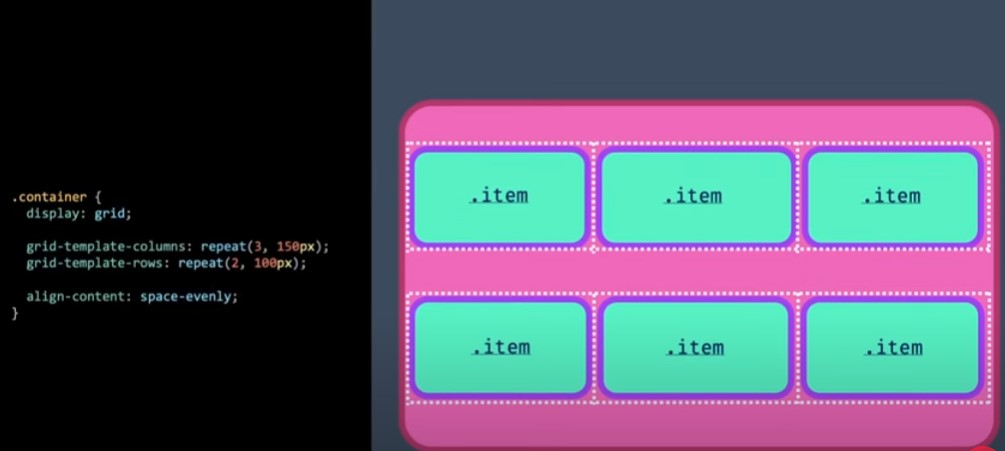 .container {
display: grid;
grid-template-columns: repeat(3, 150px);
grid-template-rows: repeat(2, 100px);
align-content: space-evenly;
}
.item .item .item
.item .item .item